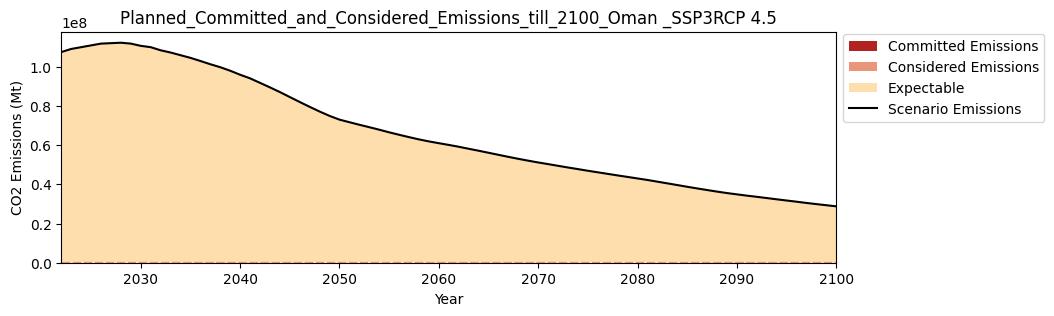 Planned_Committed_and_Considered_Emissions_till_2100_Oman _SSP3RCP 4.5
1e8
1.0
0.8
0.6
0.4
0.2
0.0
CO2 Emissions (Mt)
2030 2040 2050 2060 2070 2080 2090 2100
Year
Committed Emissions
Considered Emissions
Expectable
Scenario Emissions